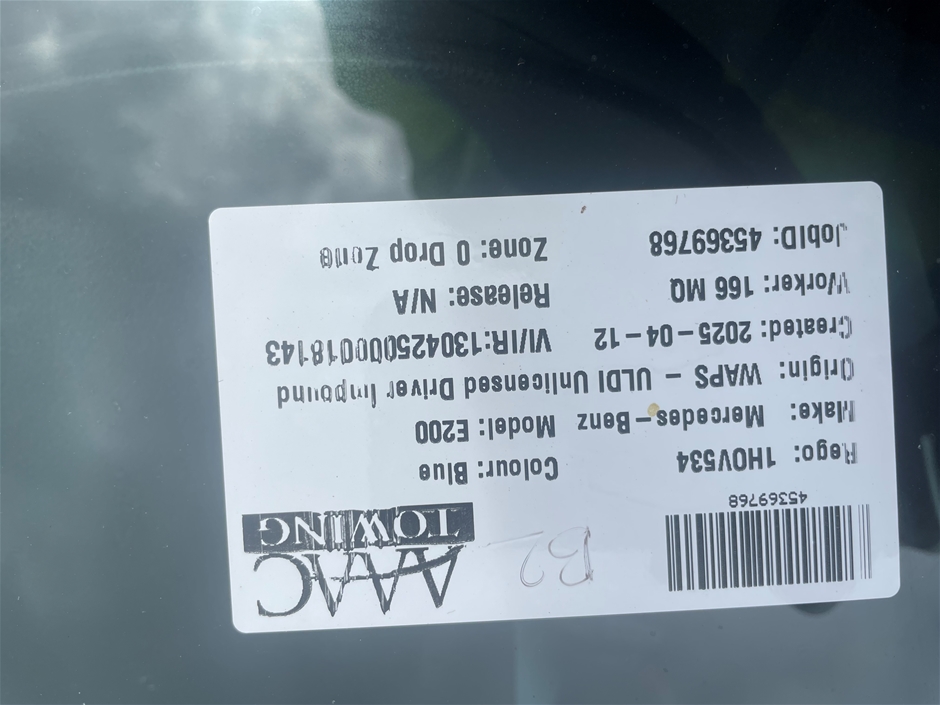 AAAC
TOWING
B2
45369768
Rego: 1HOV534 Colour: Blue
Make: Mercedes-Benz Model: E200
Origin: WAPS - ULDI Unlicensed Driver Impound
Created: 2025-04-12 VI/IR:130425000018143
Worker: 166 MQ Release: N/A
JobID: 45369768 Zone: 0 Drop Zone